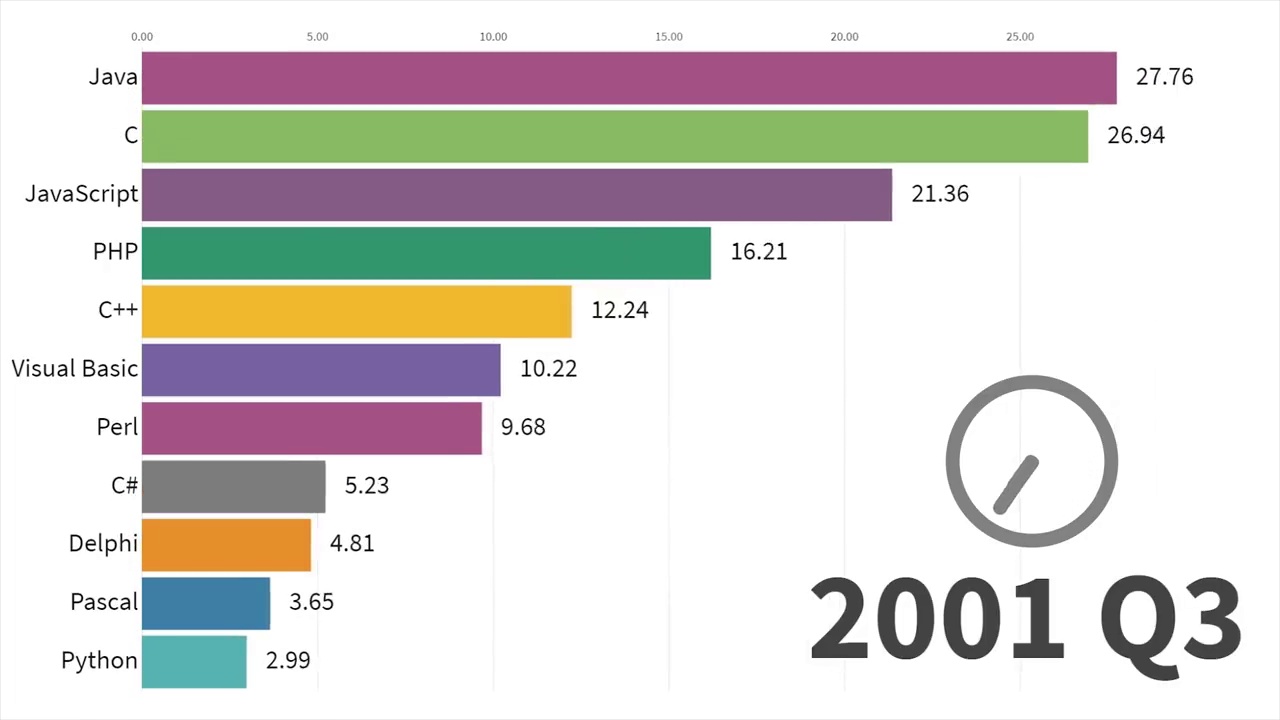 0.00 5.00 10.00 15.00 20.00 25.00
Java 27.76
C 26.94
JavaScript 21.36
PHP 16.21
C++ 12.24
Visual Basic 10.22
Perl 9.68
C# 5.23
Delphi 4.81
Pascal 3.65
Python 2.99
2001 Q3